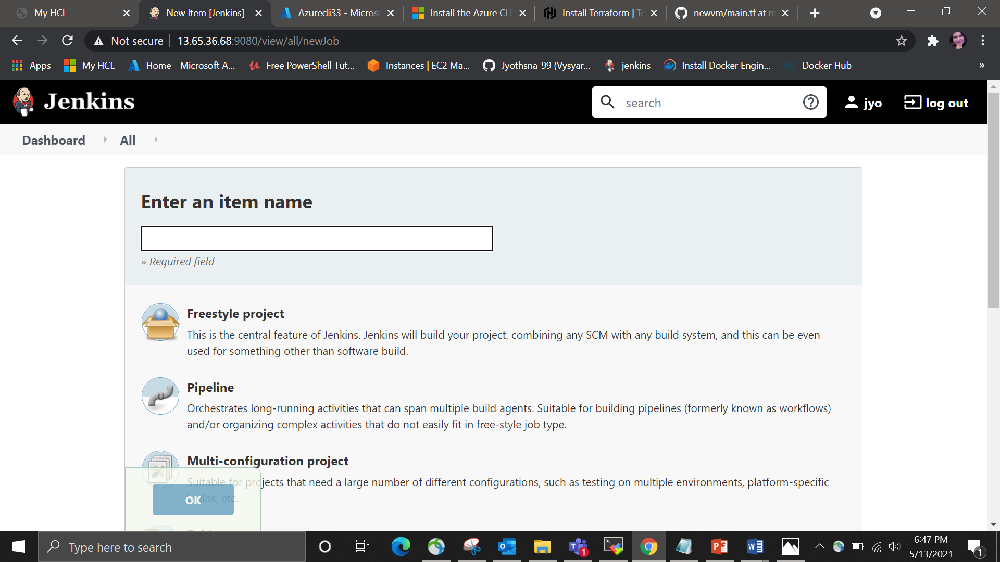 My HCL
New Item [Jenkins]
Azurecli33 - Micros
Install the Azure CLI
Install Terraform | Te
newvm/main.tf at m
Not secure
13.65.36.68:9080/view/all/newJob
Apps
My HCL
Home - Microsoft A...
Free PowerShell Tut...
Instances | EC2 Ma...
Jyothsna-99 (Vysyar...
jenkins
Install Docker Engin...
Docker Hub
»
Jenkins
search
jyo
log out
Dashboard
All
Enter an item name
» Required field
Freestyle project
This is the central feature of Jenkins. Jenkins will build your project, combining any SCM with any build system, and this can be even
used for something other than software build.
Pipeline
Orchestrates long-running activities that can span multiple build agents. Suitable for building pipelines (formerly known as workflows)
and/or organizing complex activities that do not easily fit in free-style job type.
Multi-configuration project
Suitable for projects that need a large number of different configurations, such as testing on multiple environments, platform-specific
builds, etc.
OK
Type here to search
1
6:47 PM
5/13/2021
1